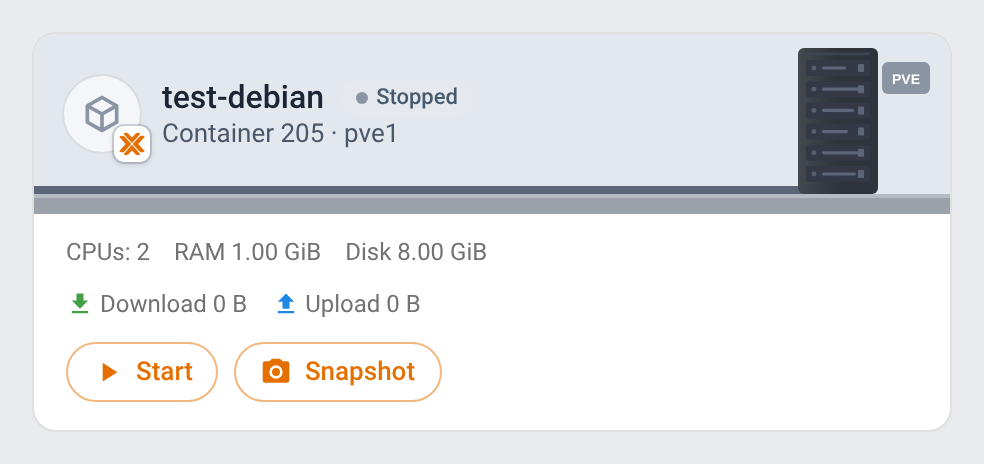 test-debian
Stopped
PVE
Container 205 · pve1
CPUs: 2 RAM 1.00 GiB Disk 8.00 GiB
Download 0 B Upload 0 B
Start Snapshot